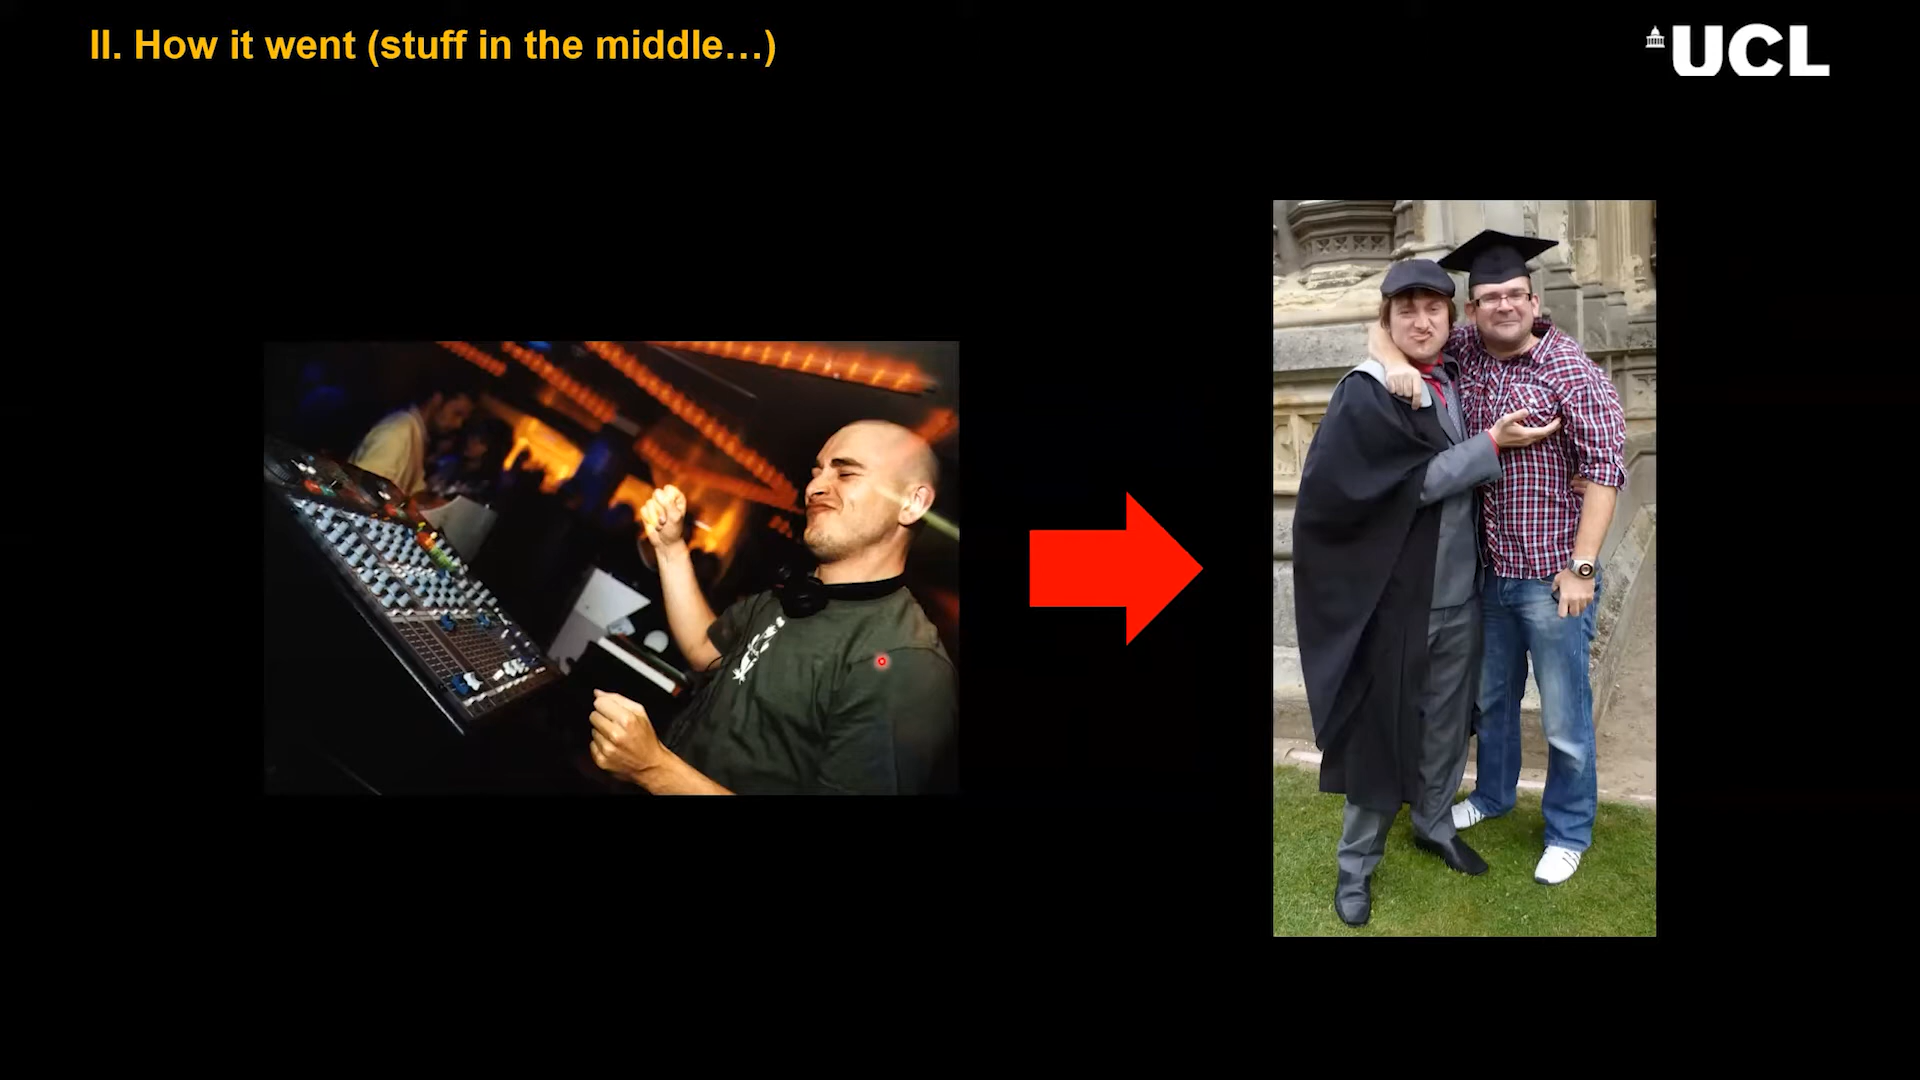 II. How it went (stuff in the middle…)
UCL